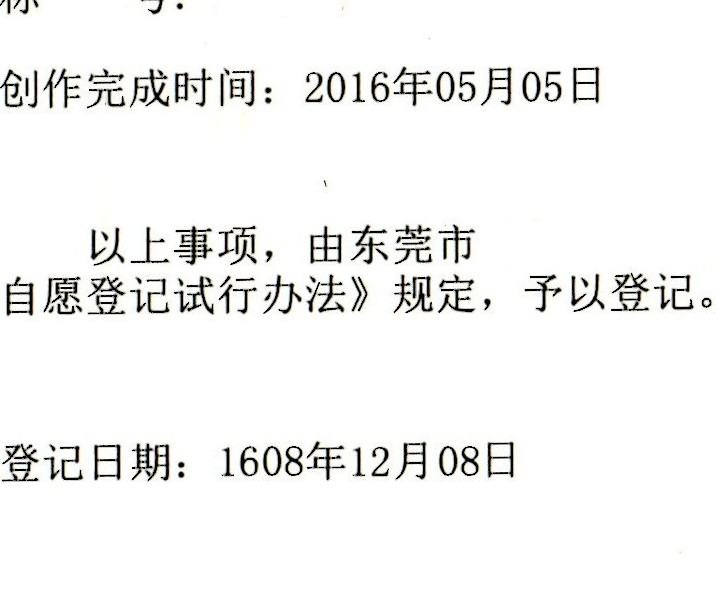 创作完成时间：2016年05月05日
以上事项，由东莞市
自愿登记试行办法》规定，予以登记。
登记日期：1608年12月08日